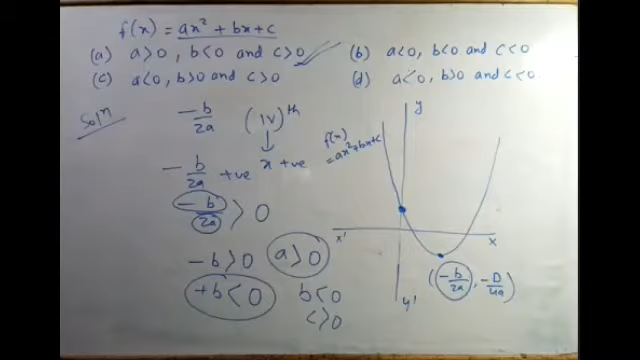 f(x) = ax² + bx + c
(a) a>0, b<0 and c>0 (b) a<0, b<0 and c<0
(c) a<0, b>0 and c>0 (d) a<0, b>0 and c<0
Solⁿ
-b/2a (IV)th
-b/2a +ve x +ve
-b/2a > 0
-b>0 a>0
+b<0 b<0
c>0
y
f(x)
=ax²+bx+c
x' x
(-b/2a, -D/4a)
y'